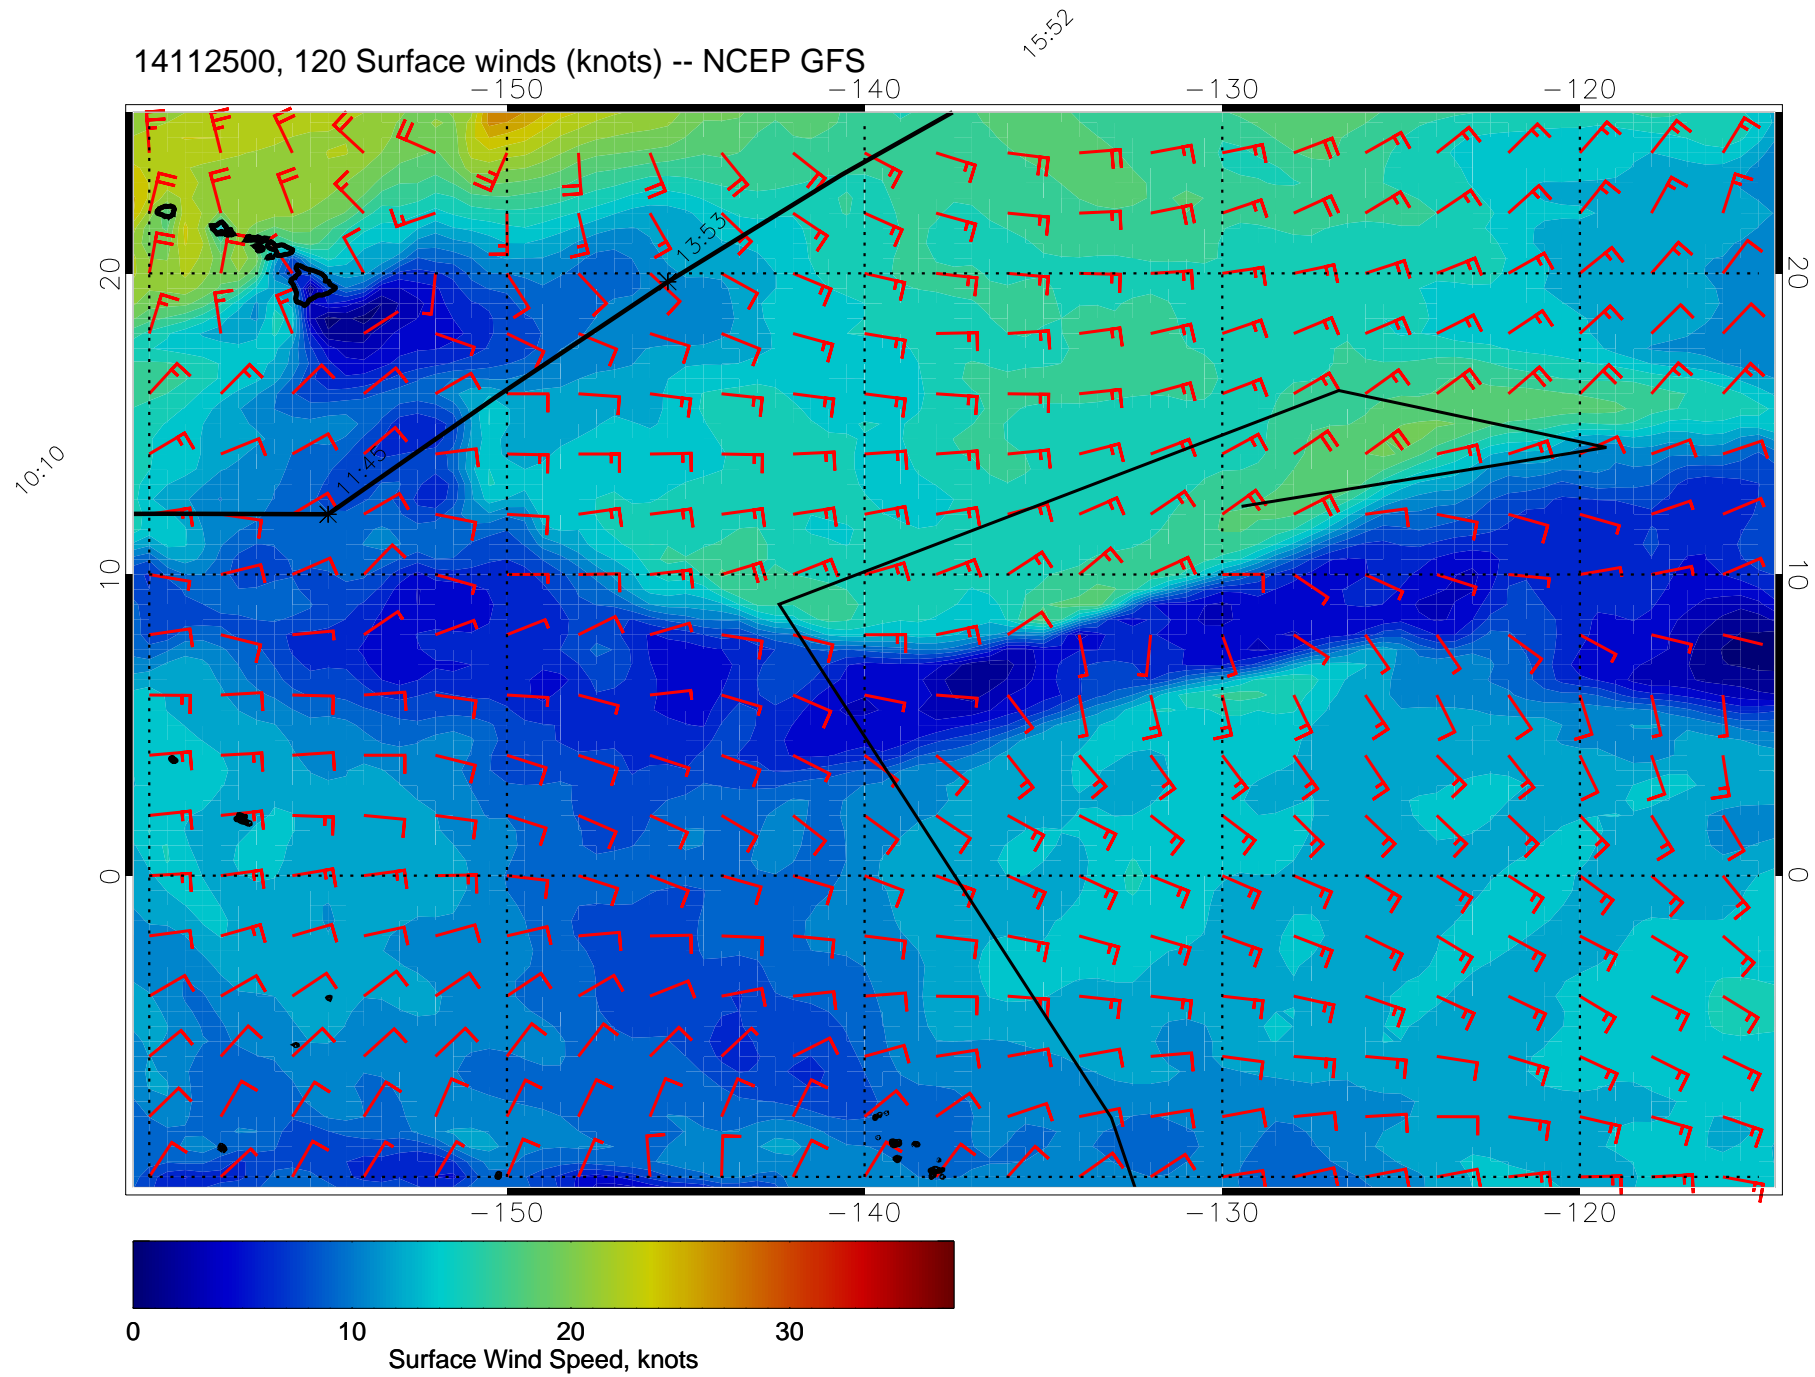 15:52
14112500, 120 Surface winds (knots) -- NCEP GFS
-150 -140 -130 -120
13:53
20 20
11:45
10:10
10 10
0 0
-150 -140 -130 -120
0 10 20 30
Surface Wind Speed, knots